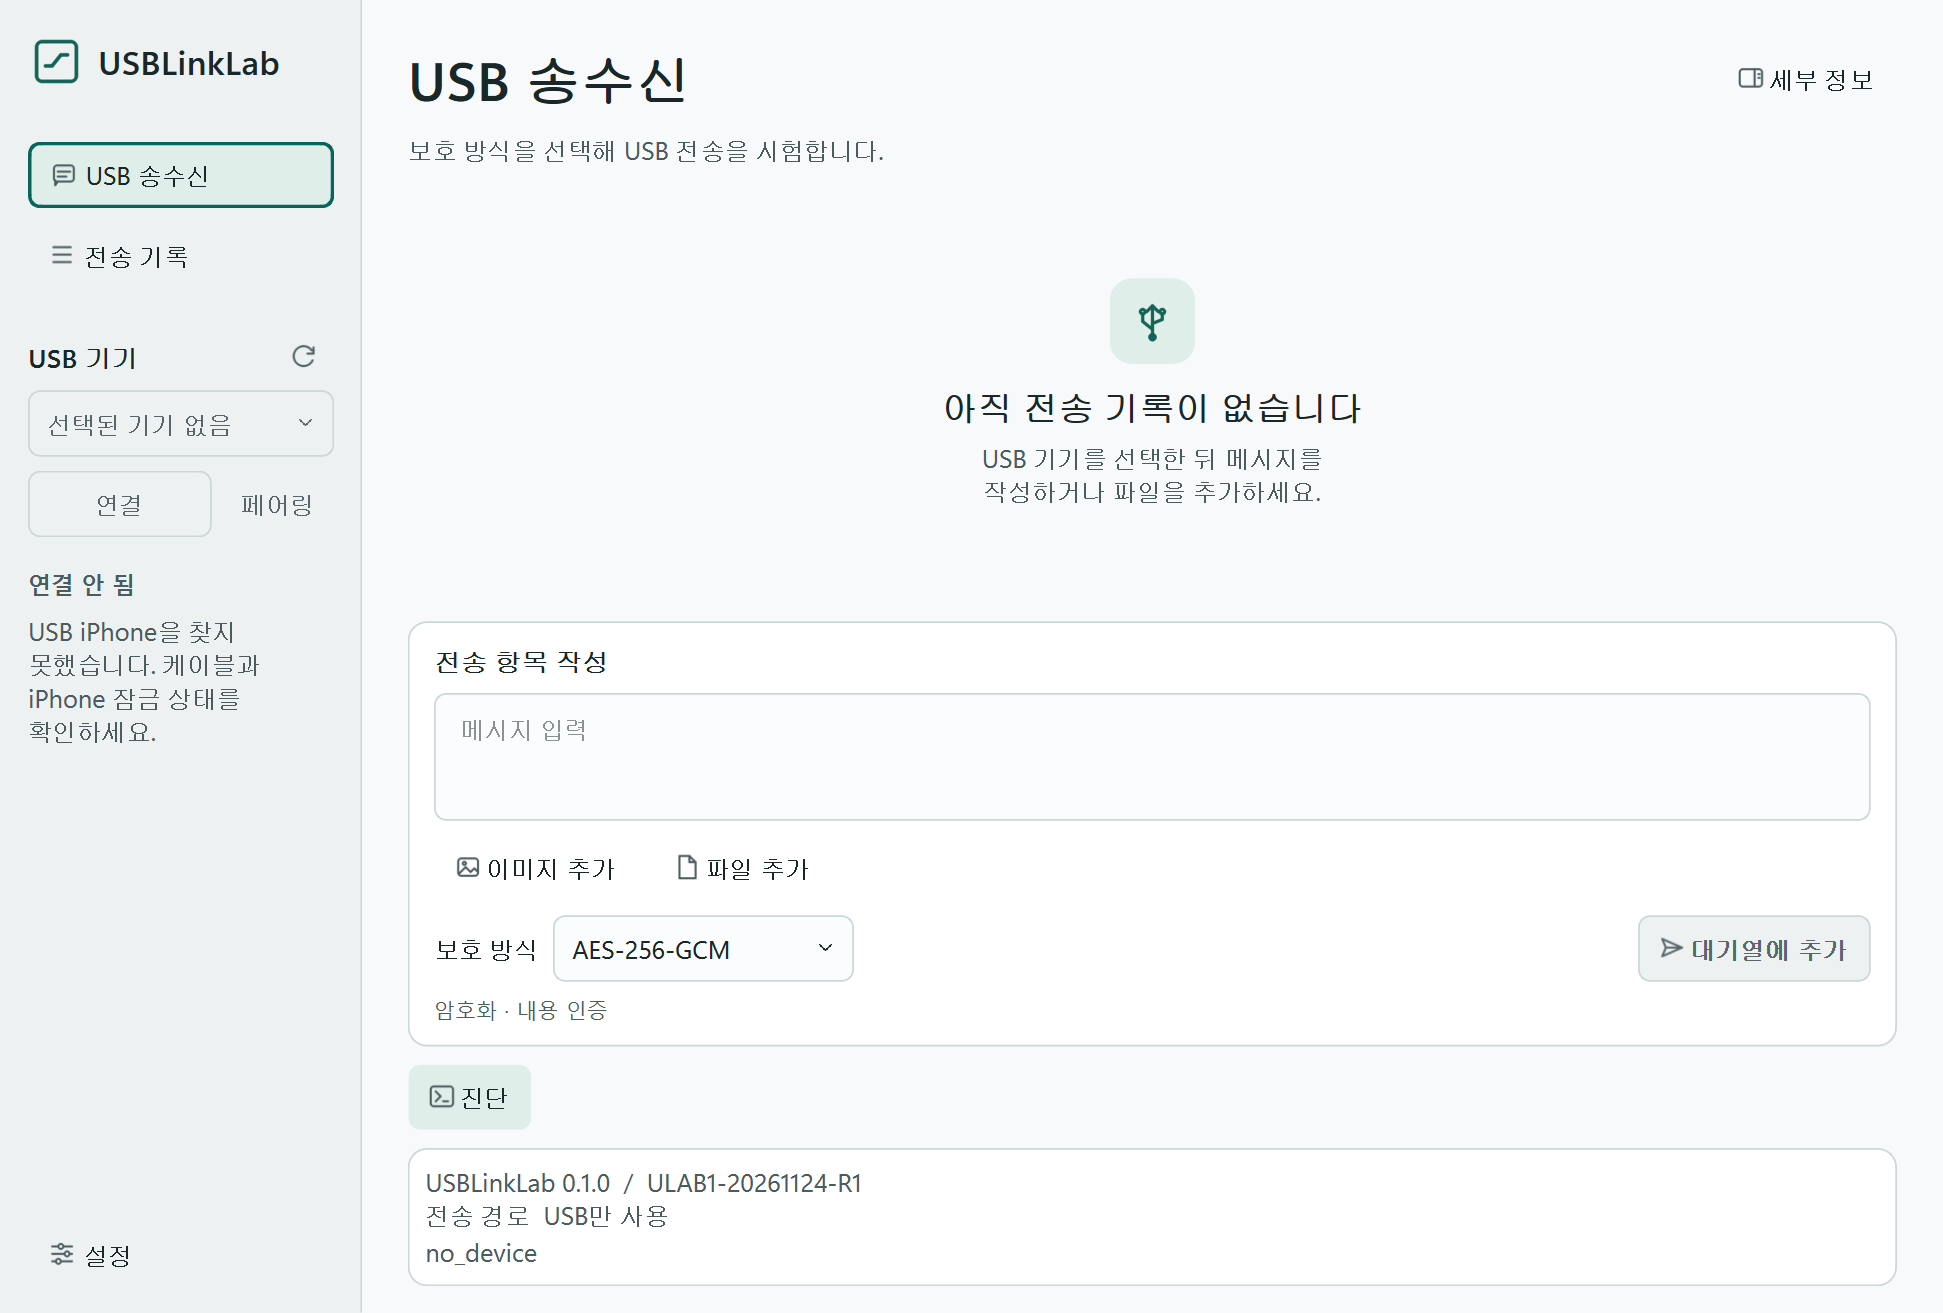 USBLinkLab
USB 송수신
전송 기록
USB 기기
선택된 기기 없음
연결
페어링
연결 안 됨
USB iPhone을 찾지
못했습니다. 케이블과
iPhone 잠금 상태를
확인하세요.
설정
USB 송수신
세부 정보
보호 방식을 선택해 USB 전송을 시험합니다.
아직 전송 기록이 없습니다
USB 기기를 선택한 뒤 메시지를
작성하거나 파일을 추가하세요.
전송 항목 작성
메시지 입력
이미지 추가
파일 추가
보호 방식
AES-256-GCM
대기열에 추가
암호화 · 내용 인증
진단
USBLinkLab 0.1.0 / ULAB1-20261124-R1
전송 경로 USB만 사용
no_device